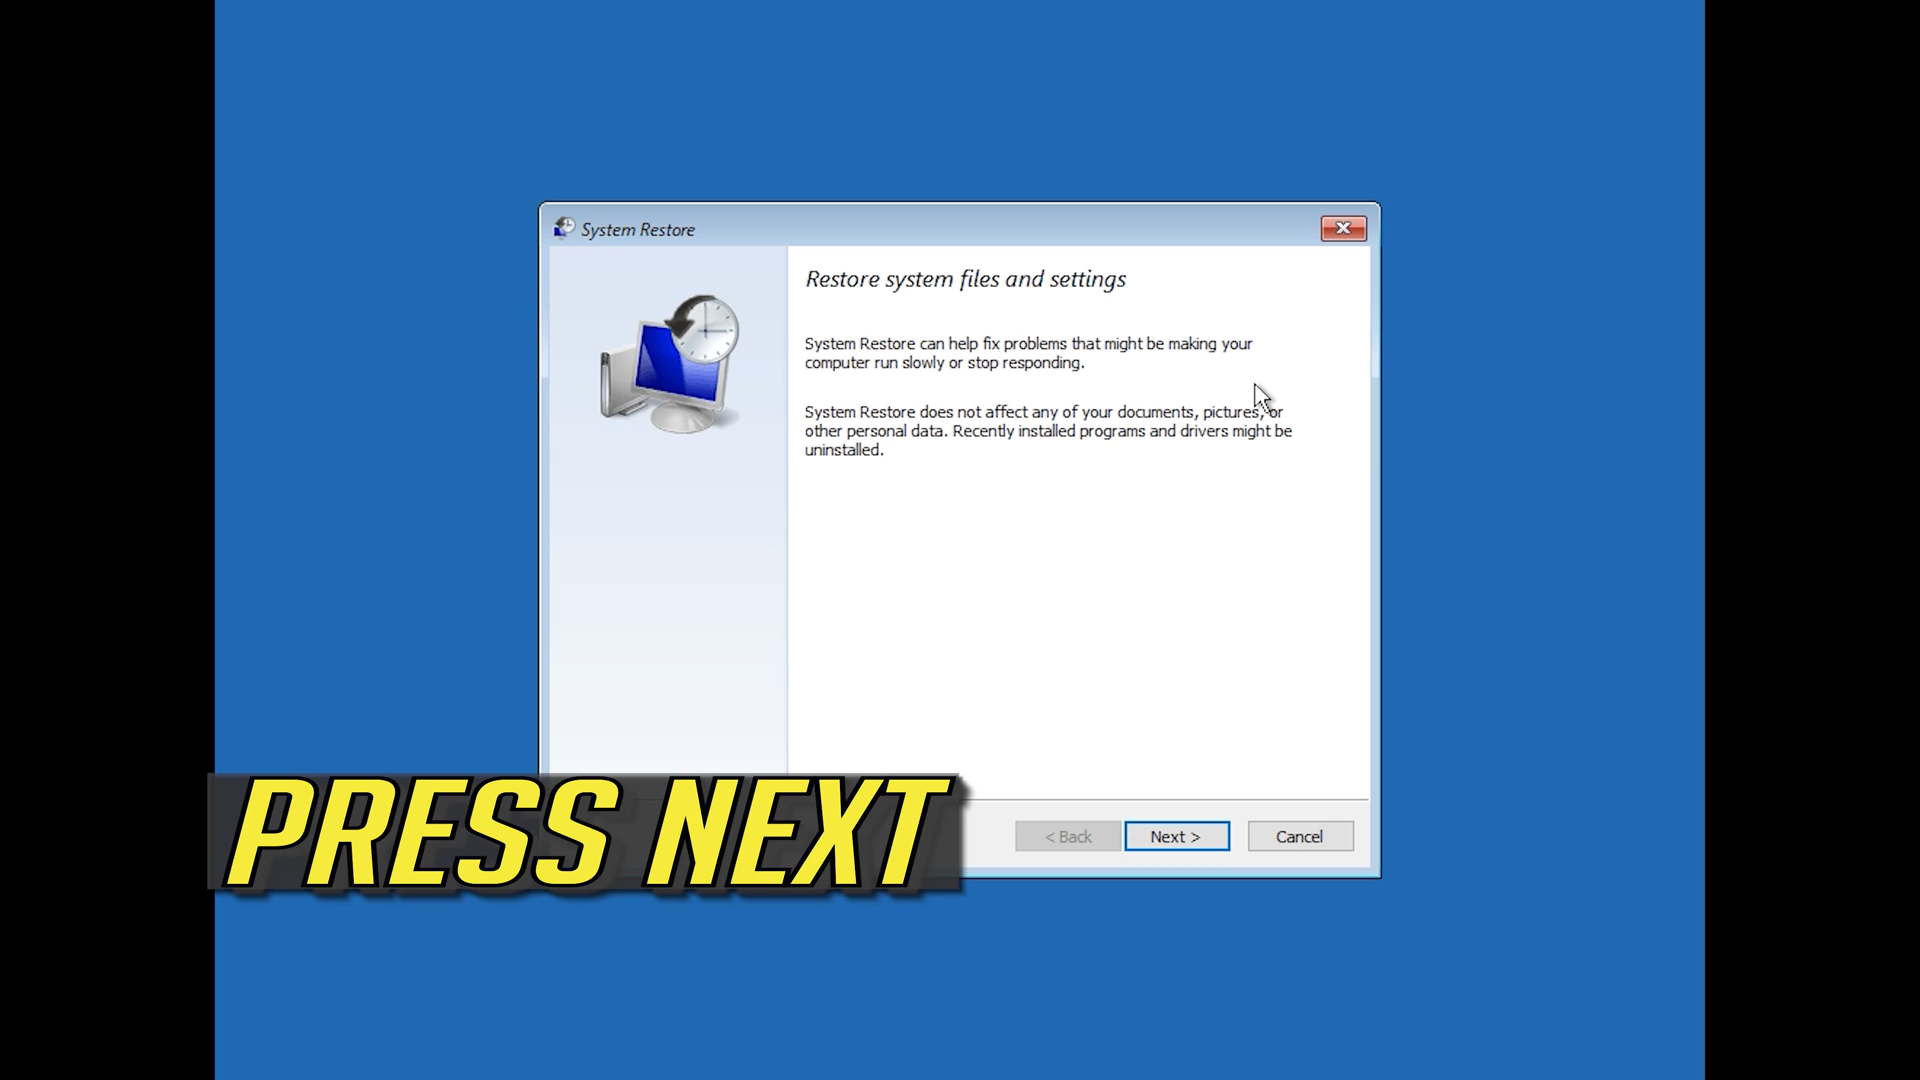 System Restore
Restore system files and settings
System Restore can help fix problems that might be making your
computer run slowly or stop responding.
System Restore does not affect any of your documents, pictures, or
other personal data. Recently installed programs and drivers might be
uninstalled.
PRESS NEXT
< Back
Next >
Cancel